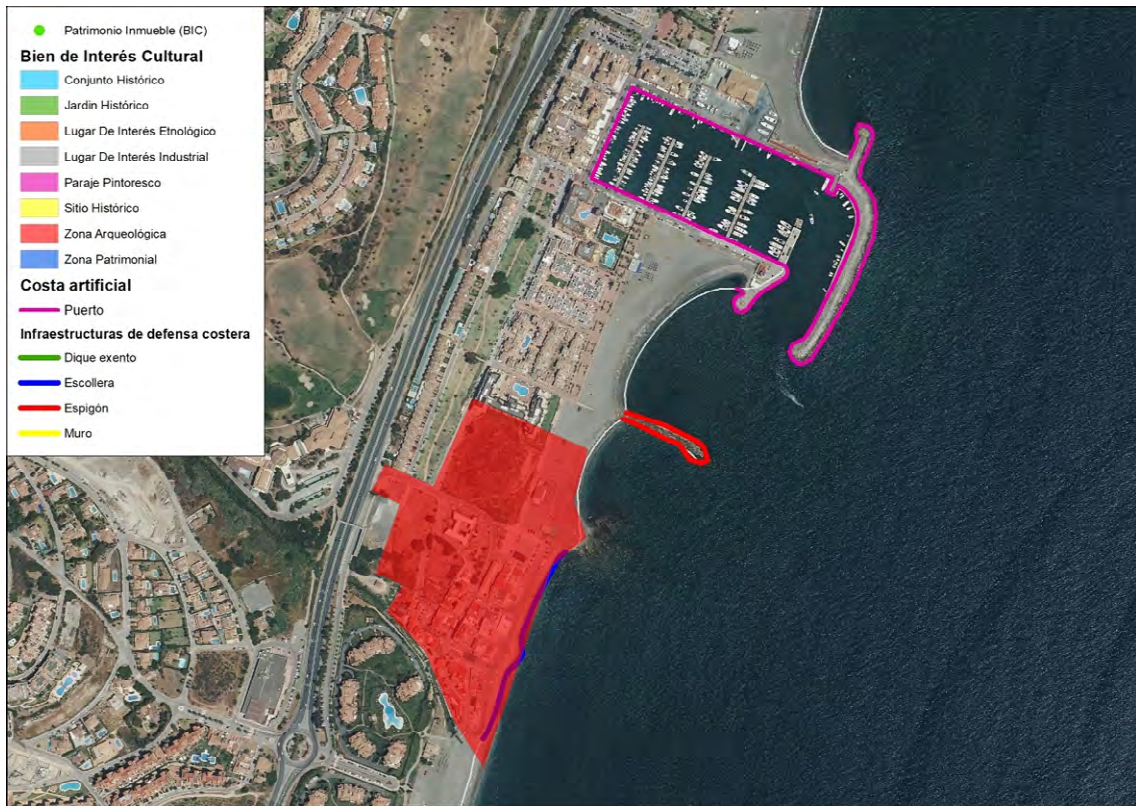 Patrimonio Inmueble (BIC)
Bien de Interés Cultural
Conjunto Histórico
Jardin Histórico
Lugar De Interés Etnológico
Lugar De Interés Industrial
Paraje Pintoresco
Sitio Histórico
Zona Arqueológica
Zona Patrimonial
Costa artificial
Puerto
Infraestructuras de defensa costera
Dique exento
Escollera
Espigón
Muro